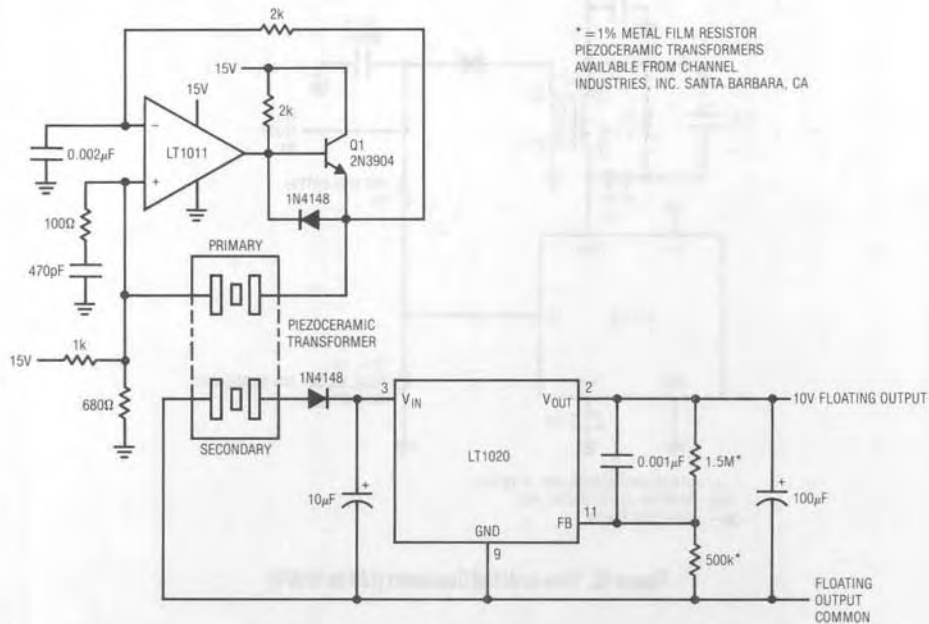 2k
* = 1% METAL FILM RESISTOR
PIEZOCERAMIC TRANSFORMERS
AVAILABLE FROM CHANNEL
INDUSTRIES, INC. SANTA BARBARA, CA
15V
15V
2k
0.002µF
–
LT1011
+
Q1
2N3904
1N4148
100Ω
470pF
PRIMARY
PIEZOCERAMIC
TRANSFORMER
15V
1k
680Ω
1N4148
SECONDARY
3
VIN
2
VOUT
10V FLOATING OUTPUT
LT1020
0.001µF
1.5M*
+
10µF
+
100µF
11
FB
GND
9
500k*
FLOATING
OUTPUT
COMMON